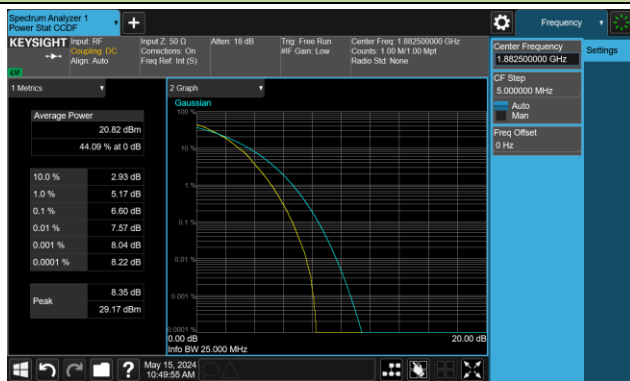 Spectrum Analyzer 1
Power Stat CCDF
+
Frequency
KEYSIGHT
Input: RF
Coupling: DC
Align: Auto
Input Z: 50 Ω
Corrections: On
Freq Ref: Int (S)
Atten: 18 dB
Trig: Free Run
#IF Gain: Low
Center Freq: 1.882500000 GHz
Counts: 1.00 M/1.00 Mpt
Radio Std: None
Center Frequency
1.882500000 GHz
Settings
CF Step
5.000000 MHz
Auto
Man
Freq Offset
0 Hz
1 Metrics
Average Power
20.82 dBm
44.09 % at 0 dB
10.0 % 2.93 dB
1.0 % 5.17 dB
0.1 % 6.60 dB
0.01 % 7.57 dB
0.001 % 8.04 dB
0.0001 % 8.22 dB
Peak
8.35 dB
29.17 dBm
2 Graph
Gaussian
100 %
10 %
1 %
0.1 %
0.01 %
0.001 %
0.0001 %
0.00 dB
20.00 dB
Info BW 25.000 MHz
?
May 15, 2024
10:49:55 AM